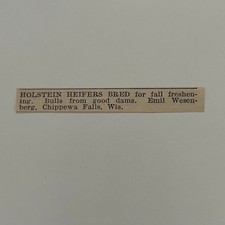 HOLSTEIN HEIFERS BRED for fall freshen-
ing. Bulls from good dams. Emil Wesen-
berg, Chippewa Falls, Wis.